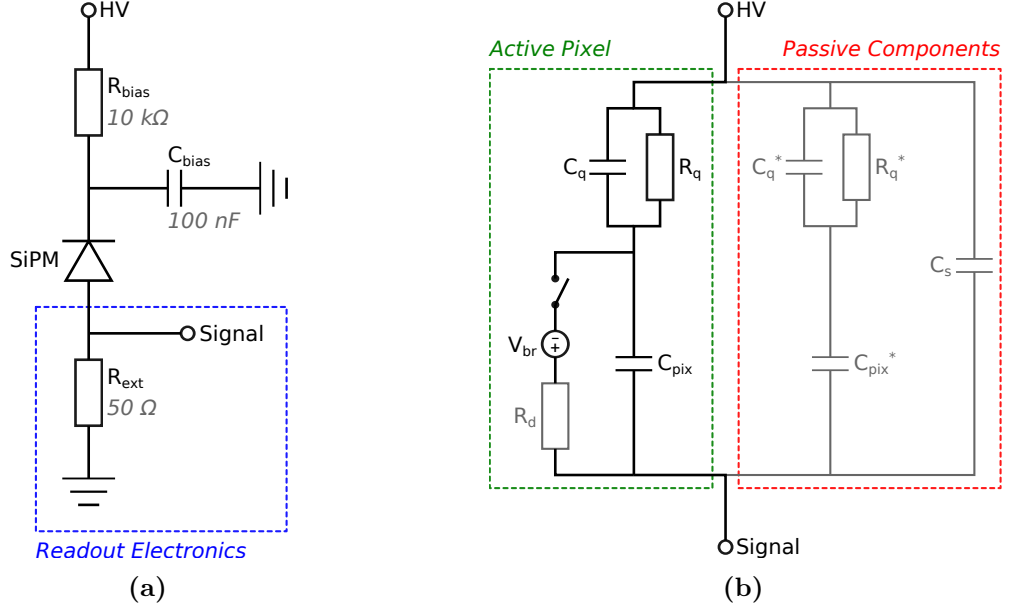 HV
R_bias
10 kΩ
C_bias
100 nF
SiPM
Signal
R_ext
50 Ω
Readout Electronics
(a)
HV
Active Pixel
Passive Components
C_q
R_q
C_q*
R_q*
C_s
V_br
− +
C_pix
C_pix*
R_d
Signal
(b)